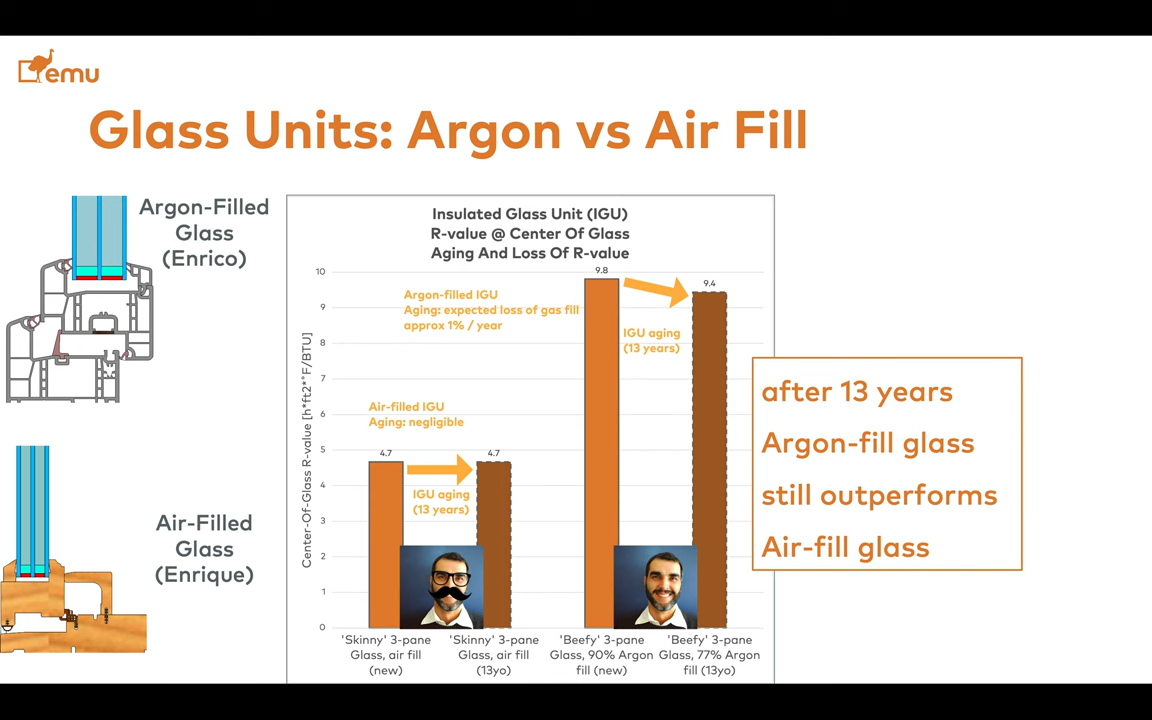 emu
Glass Units: Argon vs Air Fill
Argon-Filled
Glass
(Enrico)
Air-Filled
Glass
(Enrique)
Insulated Glass Unit (IGU)
R-value @ Center Of Glass
Aging And Loss Of R-value
Center-Of-Glass R-value [h*ft2*°F/BTU]
10
9
8
7
6
5
4
3
2
1
0
Argon-filled IGU
Aging: expected loss of gas fill
approx 1% / year
9.8
9.4
IGU aging
(13 years)
Air-filled IGU
Aging: negligible
4.7
4.7
IGU aging
(13 years)
'Skinny' 3-pane
Glass, air fill
(new)
'Skinny' 3-pane
Glass, air fill
(13yo)
'Beefy' 3-pane
Glass, 90% Argon
fill (new)
'Beefy' 3-pane
Glass, 77% Argon
fill (13yo)
after 13 years
Argon-fill glass
still outperforms
Air-fill glass